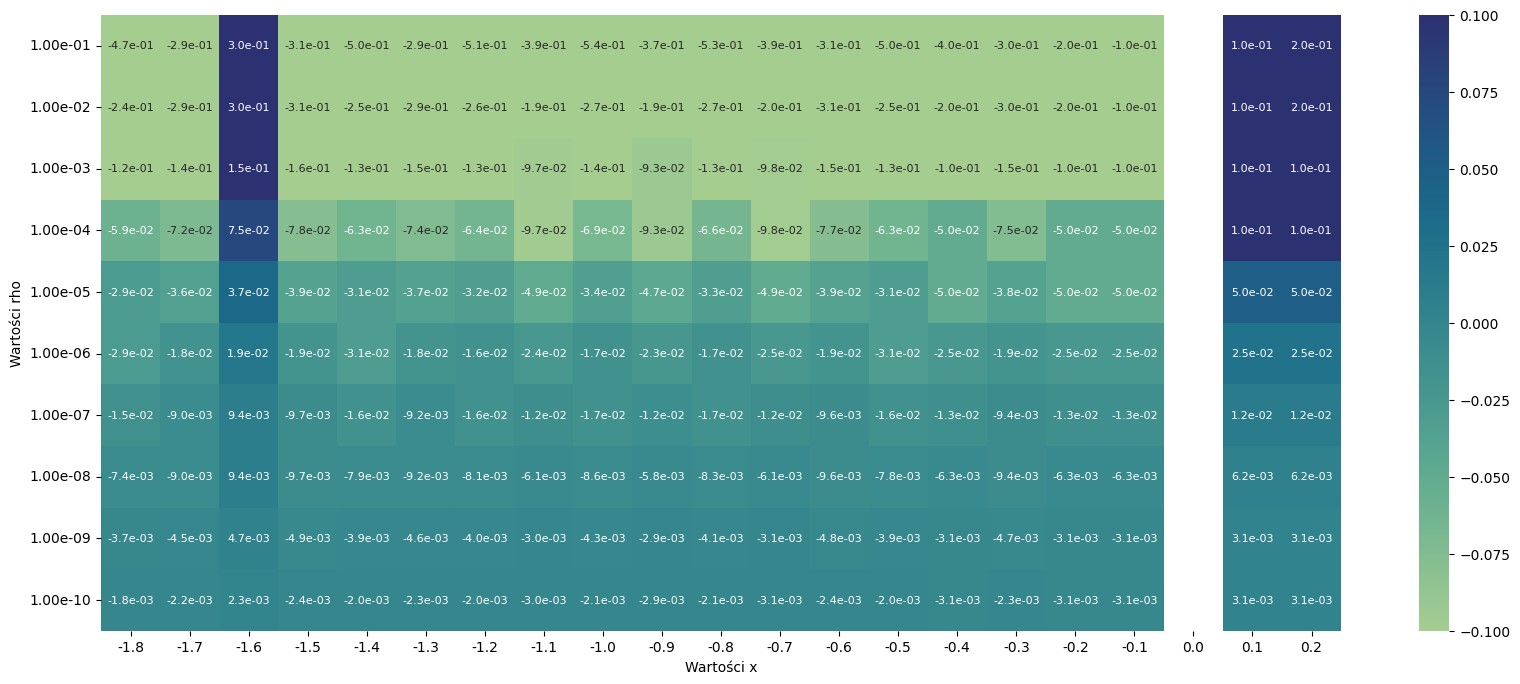 1.00e-01 -4.7e-01 -2.9e-01 3.0e-01 -3.1e-01 -5.0e-01 -2.9e-01 -5.1e-01 -3.9e-01 -5.4e-01 -3.7e-01 -5.3e-01 -3.9e-01 -3.1e-01 -5.0e-01 -4.0e-01 -3.0e-01 -2.0e-01 -1.0e-01 1.0e-01 2.0e-01
1.00e-02 -2.4e-01 -2.9e-01 3.0e-01 -3.1e-01 -2.5e-01 -2.9e-01 -2.6e-01 -1.9e-01 -2.7e-01 -1.9e-01 -2.7e-01 -2.0e-01 -3.1e-01 -2.5e-01 -2.0e-01 -3.0e-01 -2.0e-01 -1.0e-01 1.0e-01 2.0e-01
1.00e-03 -1.2e-01 -1.4e-01 1.5e-01 -1.6e-01 -1.3e-01 -1.5e-01 -1.3e-01 -9.7e-02 -1.4e-01 -9.3e-02 -1.3e-01 -9.8e-02 -1.5e-01 -1.3e-01 -1.0e-01 -1.5e-01 -1.0e-01 -1.0e-01 1.0e-01 1.0e-01
1.00e-04 -5.9e-02 -7.2e-02 7.5e-02 -7.8e-02 -6.3e-02 -7.4e-02 -6.4e-02 -9.7e-02 -6.9e-02 -9.3e-02 -6.6e-02 -9.8e-02 -7.7e-02 -6.3e-02 -5.0e-02 -7.5e-02 -5.0e-02 -5.0e-02 1.0e-01 1.0e-01
1.00e-05 -2.9e-02 -3.6e-02 3.7e-02 -3.9e-02 -3.1e-02 -3.7e-02 -3.2e-02 -4.9e-02 -3.4e-02 -4.7e-02 -3.3e-02 -4.9e-02 -3.9e-02 -3.1e-02 -5.0e-02 -3.8e-02 -5.0e-02 -5.0e-02 5.0e-02 5.0e-02
1.00e-06 -2.9e-02 -1.8e-02 1.9e-02 -1.9e-02 -3.1e-02 -1.8e-02 -1.6e-02 -2.4e-02 -1.7e-02 -2.3e-02 -1.7e-02 -2.5e-02 -1.9e-02 -3.1e-02 -2.5e-02 -1.9e-02 -2.5e-02 -2.5e-02 2.5e-02 2.5e-02
1.00e-07 -1.5e-02 -9.0e-03 9.4e-03 -9.7e-03 -1.6e-02 -9.2e-03 -1.6e-02 -1.2e-02 -1.7e-02 -1.2e-02 -1.7e-02 -1.2e-02 -9.6e-03 -1.6e-02 -1.3e-02 -9.4e-03 -1.3e-02 -1.3e-02 1.2e-02 1.2e-02
1.00e-08 -7.4e-03 -9.0e-03 9.4e-03 -9.7e-03 -7.9e-03 -9.2e-03 -8.1e-03 -6.1e-03 -8.6e-03 -5.8e-03 -8.3e-03 -6.1e-03 -9.6e-03 -7.8e-03 -6.3e-03 -9.4e-03 -6.3e-03 -6.3e-03 6.2e-03 6.2e-03
1.00e-09 -3.7e-03 -4.5e-03 4.7e-03 -4.9e-03 -3.9e-03 -4.6e-03 -4.0e-03 -3.0e-03 -4.3e-03 -2.9e-03 -4.1e-03 -3.1e-03 -4.8e-03 -3.9e-03 -3.1e-03 -4.7e-03 -3.1e-03 -3.1e-03 3.1e-03 3.1e-03
1.00e-10 -1.8e-03 -2.2e-03 2.3e-03 -2.4e-03 -2.0e-03 -2.3e-03 -2.0e-03 -3.0e-03 -2.1e-03 -2.9e-03 -2.1e-03 -3.1e-03 -2.4e-03 -2.0e-03 -3.1e-03 -2.3e-03 -3.1e-03 -3.1e-03 3.1e-03 3.1e-03
-1.8 -1.7 -1.6 -1.5 -1.4 -1.3 -1.2 -1.1 -1.0 -0.9 -0.8 -0.7 -0.6 -0.5 -0.4 -0.3 -0.2 -0.1 0.0 0.1 0.2
Wartości x
Wartości rho
0.100
0.075
0.050
0.025
0.000
−0.025
−0.050
−0.075
−0.100